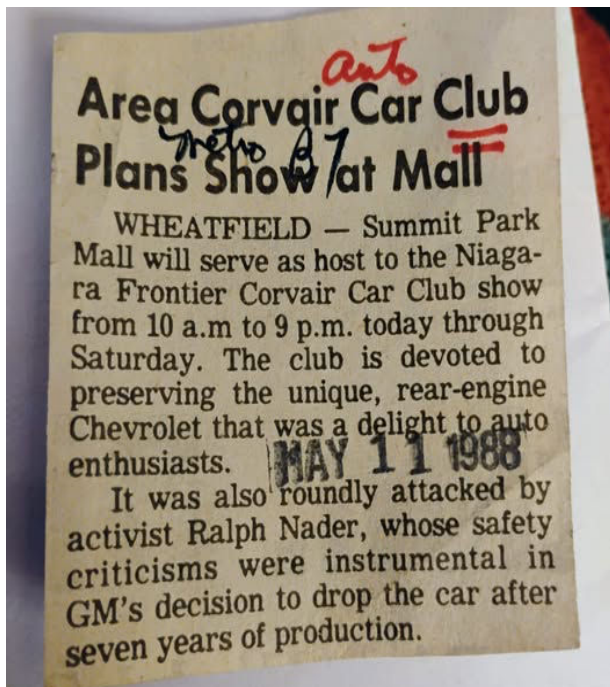 auto
Area Corvair Car Club
metro B7
Plans Show at Mall
WHEATFIELD — Summit Park
Mall will serve as host to the Niaga-
ra Frontier Corvair Car Club show
from 10 a.m to 9 p.m. today through
Saturday. The club is devoted to
preserving the unique, rear-engine
Chevrolet that was a delight to auto
enthusiasts.
MAY 11 1988
It was also roundly attacked by
activist Ralph Nader, whose safety
criticisms were instrumental in
GM's decision to drop the car after
seven years of production.